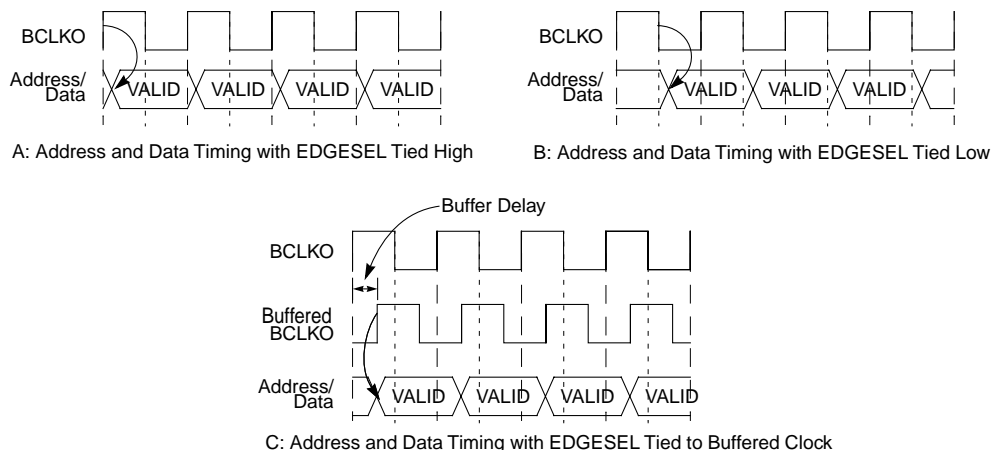 BCLKO
Address/
Data
VALID VALID VALID VALID
A: Address and Data Timing with EDGESEL Tied High
BCLKO
Address/
Data
VALID VALID VALID
B: Address and Data Timing with EDGESEL Tied Low
Buffer Delay
BCLKO
Buffered
BCLKO
Address/
Data
VALID VALID VALID VALID
C: Address and Data Timing with EDGESEL Tied to Buffered Clock